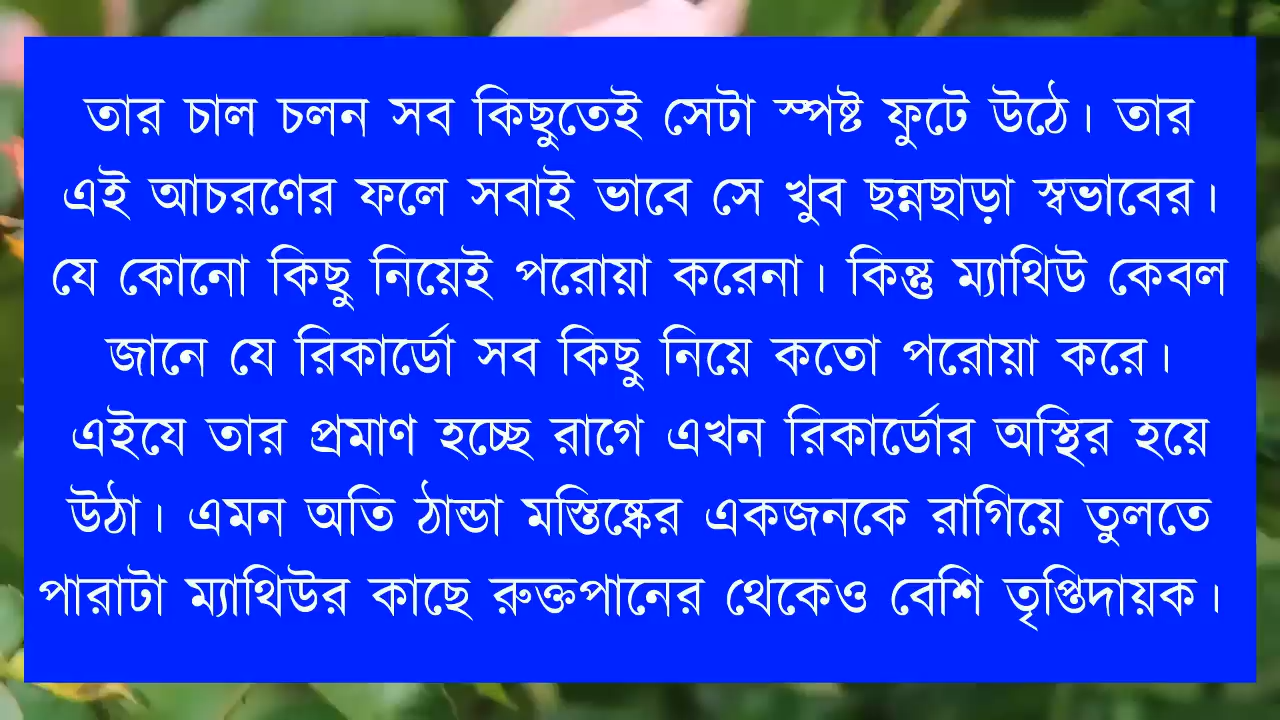 তার চাল চলন সব কিছুতেই সেটা স্পষ্ট ফুটে উঠে। তার
এই আচরণের ফলে সবাই ভাবে সে খুব ছন্নছাড়া স্বভাবের।
যে কোনো কিছু নিয়েই পরোয়া করেনা। কিন্তু ম্যাথিউ কেবল
জানে যে রিকার্ডো সব কিছু নিয়ে কতো পরোয়া করে।
এইযে তার প্রমাণ হচ্ছে রাগে এখন রিকার্ডোর অস্থির হয়ে
উঠা। এমন অতি ঠান্ডা মস্তিষ্কের একজনকে রাগিয়ে তুলতে
পারাটা ম্যাথিউর কাছে রুক্তপানের থেকেও বেশি তৃপ্তিদায়ক।